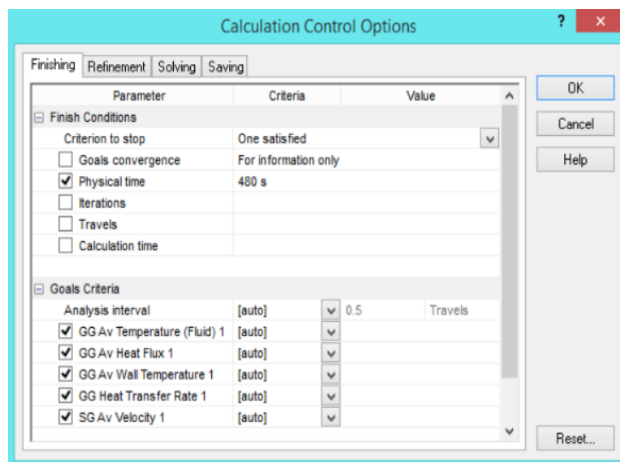 Calculation Control Options
?
×
Finishing Refinement Solving Saving
Parameter Criteria Value
Finish Conditions
Criterion to stop One satisfied
Goals convergence For information only
Physical time 480 s
Iterations
Travels
Calculation time
Goals Criteria
Analysis interval [auto] 0.5 Travels
GG Av Temperature (Fluid) 1 [auto]
GG Av Heat Flux 1 [auto]
GG Av Wall Temperature 1 [auto]
GG Heat Transfer Rate 1 [auto]
SG Av Velocity 1 [auto]
OK
Cancel
Help
Reset...